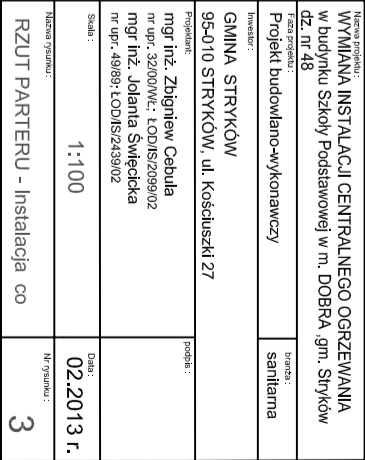 Nazwa projektu:
WYMIANA INSTALACJI CENTRALNEGO OGRZEWANIA
w budynku Szkoły Podstawowej w m. DOBRA ,gm. Stryków
dz. nr 48
Faza projektu :
Projekt budowlano-wykonawczy
branża :
sanitarna
Inwestor :
GMINA STRYKÓW
95-010 STRYKÓW, ul. Kościuszki 27
Projektant:
mgr inż. Zbigniew Cebula
nr upr. 32/00/WŁ; ŁOD/IS/2099/02
mgr inż. Jolanta Święcicka
nr upr. 49/89; ŁOD/IS/2439/02
podpis :
Skala :
1:100
Data :
02.2013 r.
Nazwa rysunku :
RZUT PARTERU - Instalacja co
Nr rysunku :
3